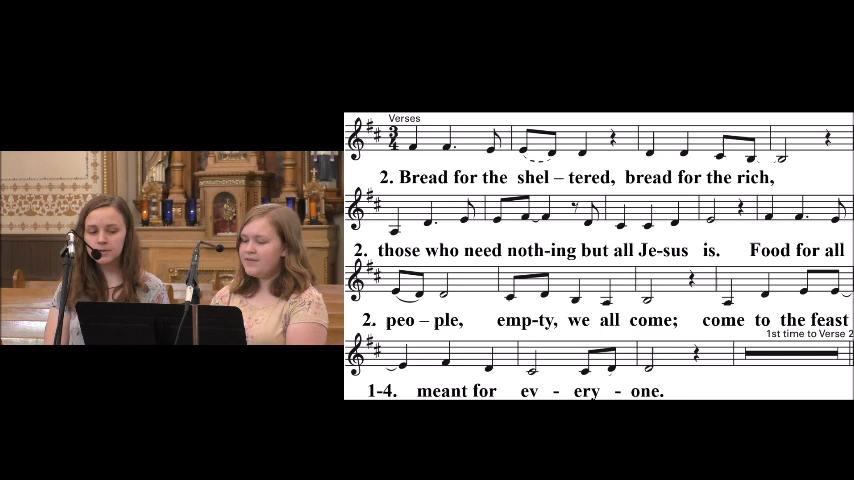 Verses
3
4
2. Bread for the shel – tered, bread for the rich,
2. those who need noth-ing but all Je-sus is. Food for all
2. peo – ple, emp-ty, we all come; come to the feast
1st time to Verse 2
1-4. meant for ev - ery - one.